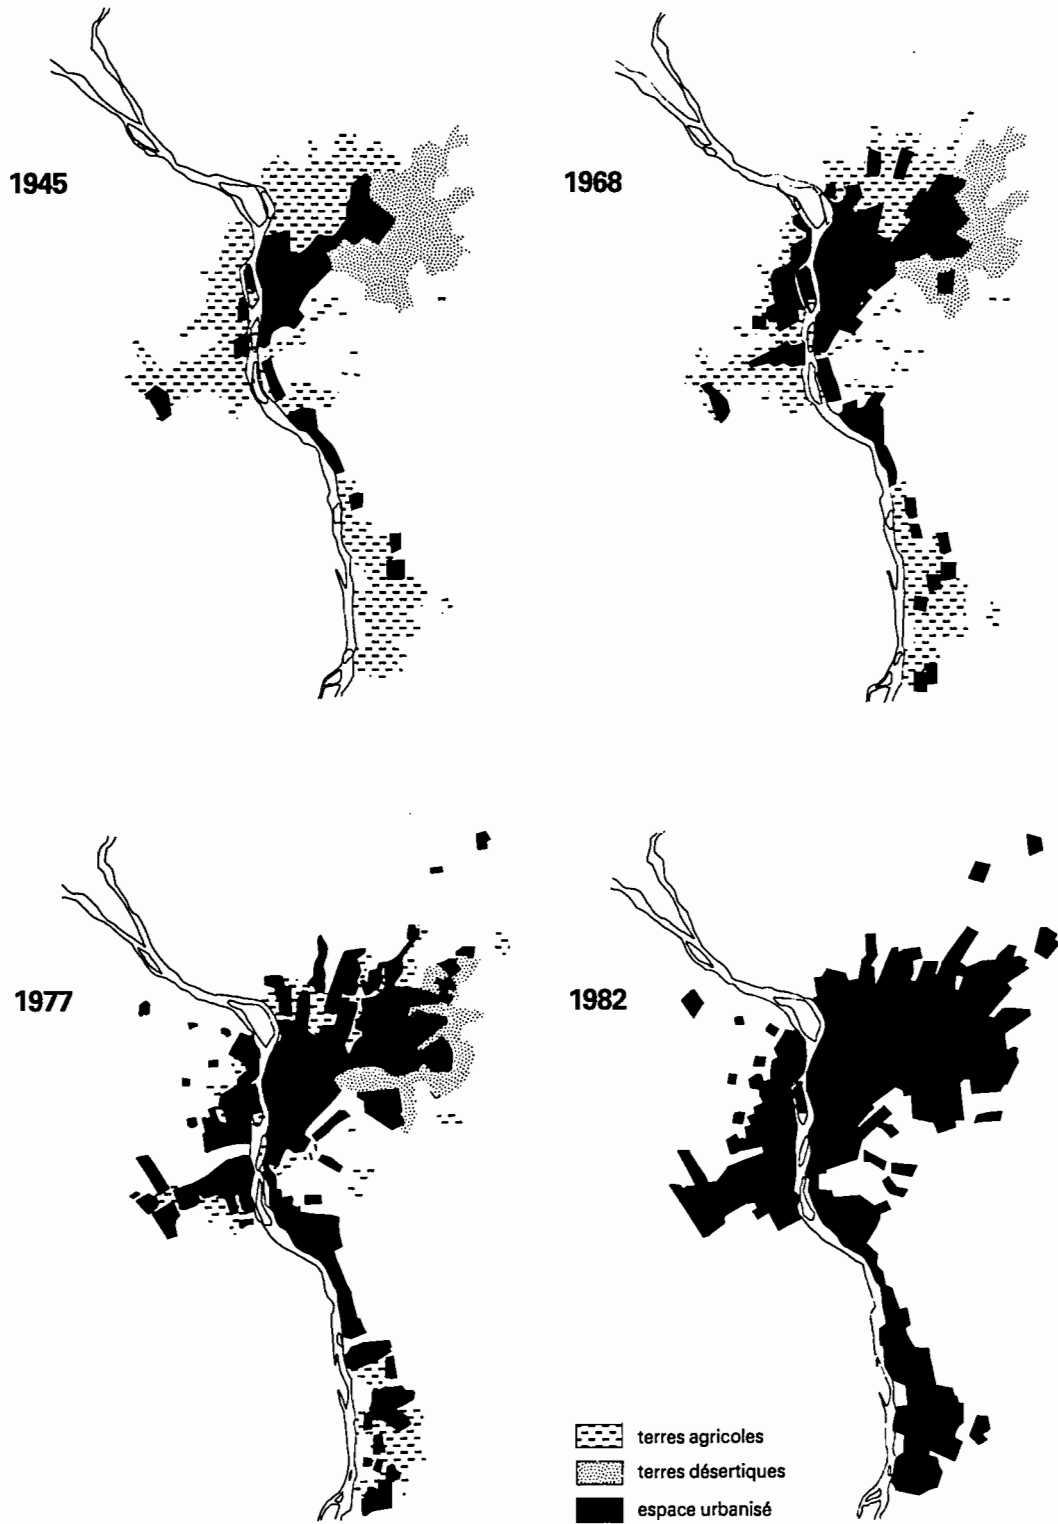 1945
1968
1977
1982
terres agricoles
terres désertiques
espace urbanisé